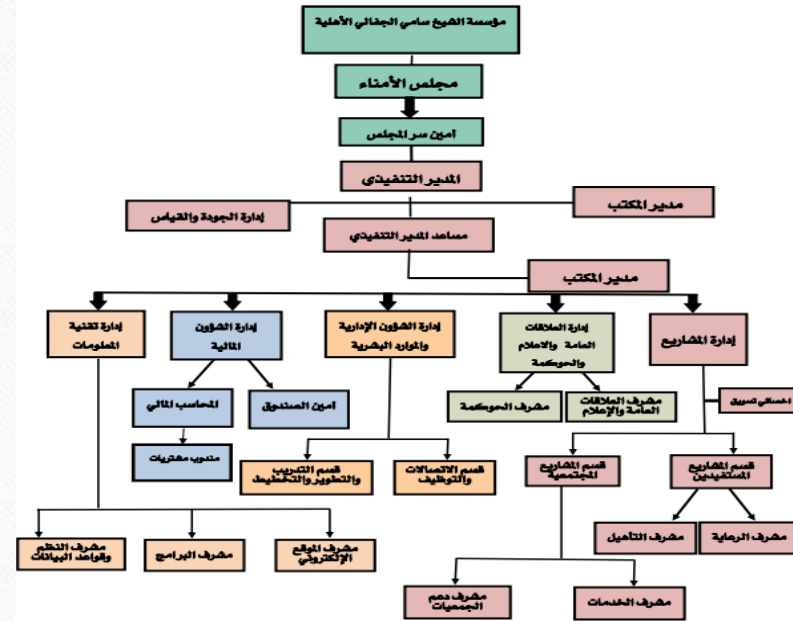 مؤسسة الشيخ سامي الجفالي الأهلية
مجلس الأمناء
آمين سر المجلس
المدير التنفيذي
مدير المكتب
إدارة الجودة والقياس
مساعد المدير التنفيذي
مدير المكتب
إدارة المشاريع
إدارة العلاقات
العامة والاعلام
والحوكمة
إدارة الشؤون الإدارية
والموارد البشرية
إدارة الشؤون
المالية
إدارة تقنية
المعلومات
اخصائي تسويق
مشرف العلاقات
العامة والإعلام
مشرف الحوكمة
آمين الصندوق
المحاسب المالي
مندوب مشتريات
قسم المشاريع
المستفيدين
قسم المشاريع
المجتمعية
قسم الاتصالات
والتوظيف
قسم التدريب
والتطوير والتخطيط
مشرف الرعاية
مشرف التأهيل
مشرف الموقع
الإلكتروني
مشرف البرامج
مشرف النظم
وقواعد البيانات
مشرف الخدمات
مشرف دعم
الجمعيات